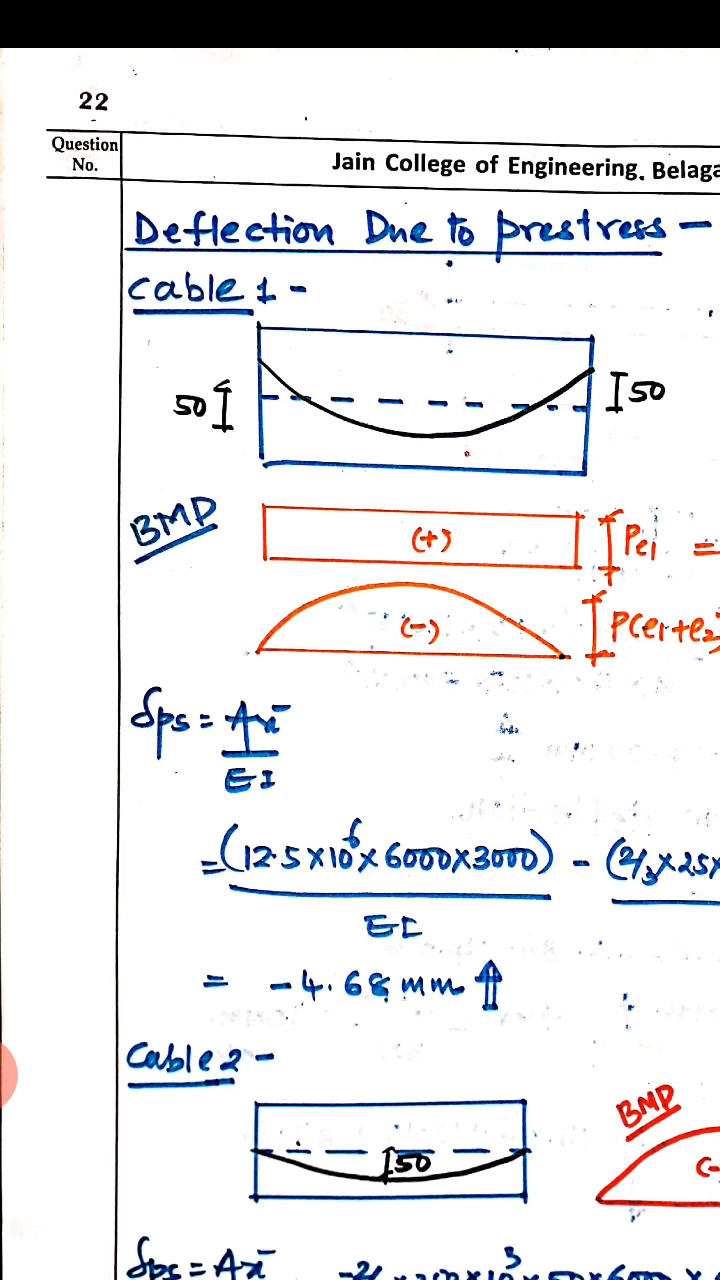 22
Question
No.
Jain College of Engineering, Belaga
Deflection Due to prestress -
Cable 1 -
50
50
BMD
(+)
Pe1 =
(-)
P(e1+e2)
δps = Ax̄
EI
= (12.5×10⁶×6000×3000) - (2/3×25×
EI
= -4.68 mm ⇑
Cable 2 -
BMD
50
(-
δps = Ax̄